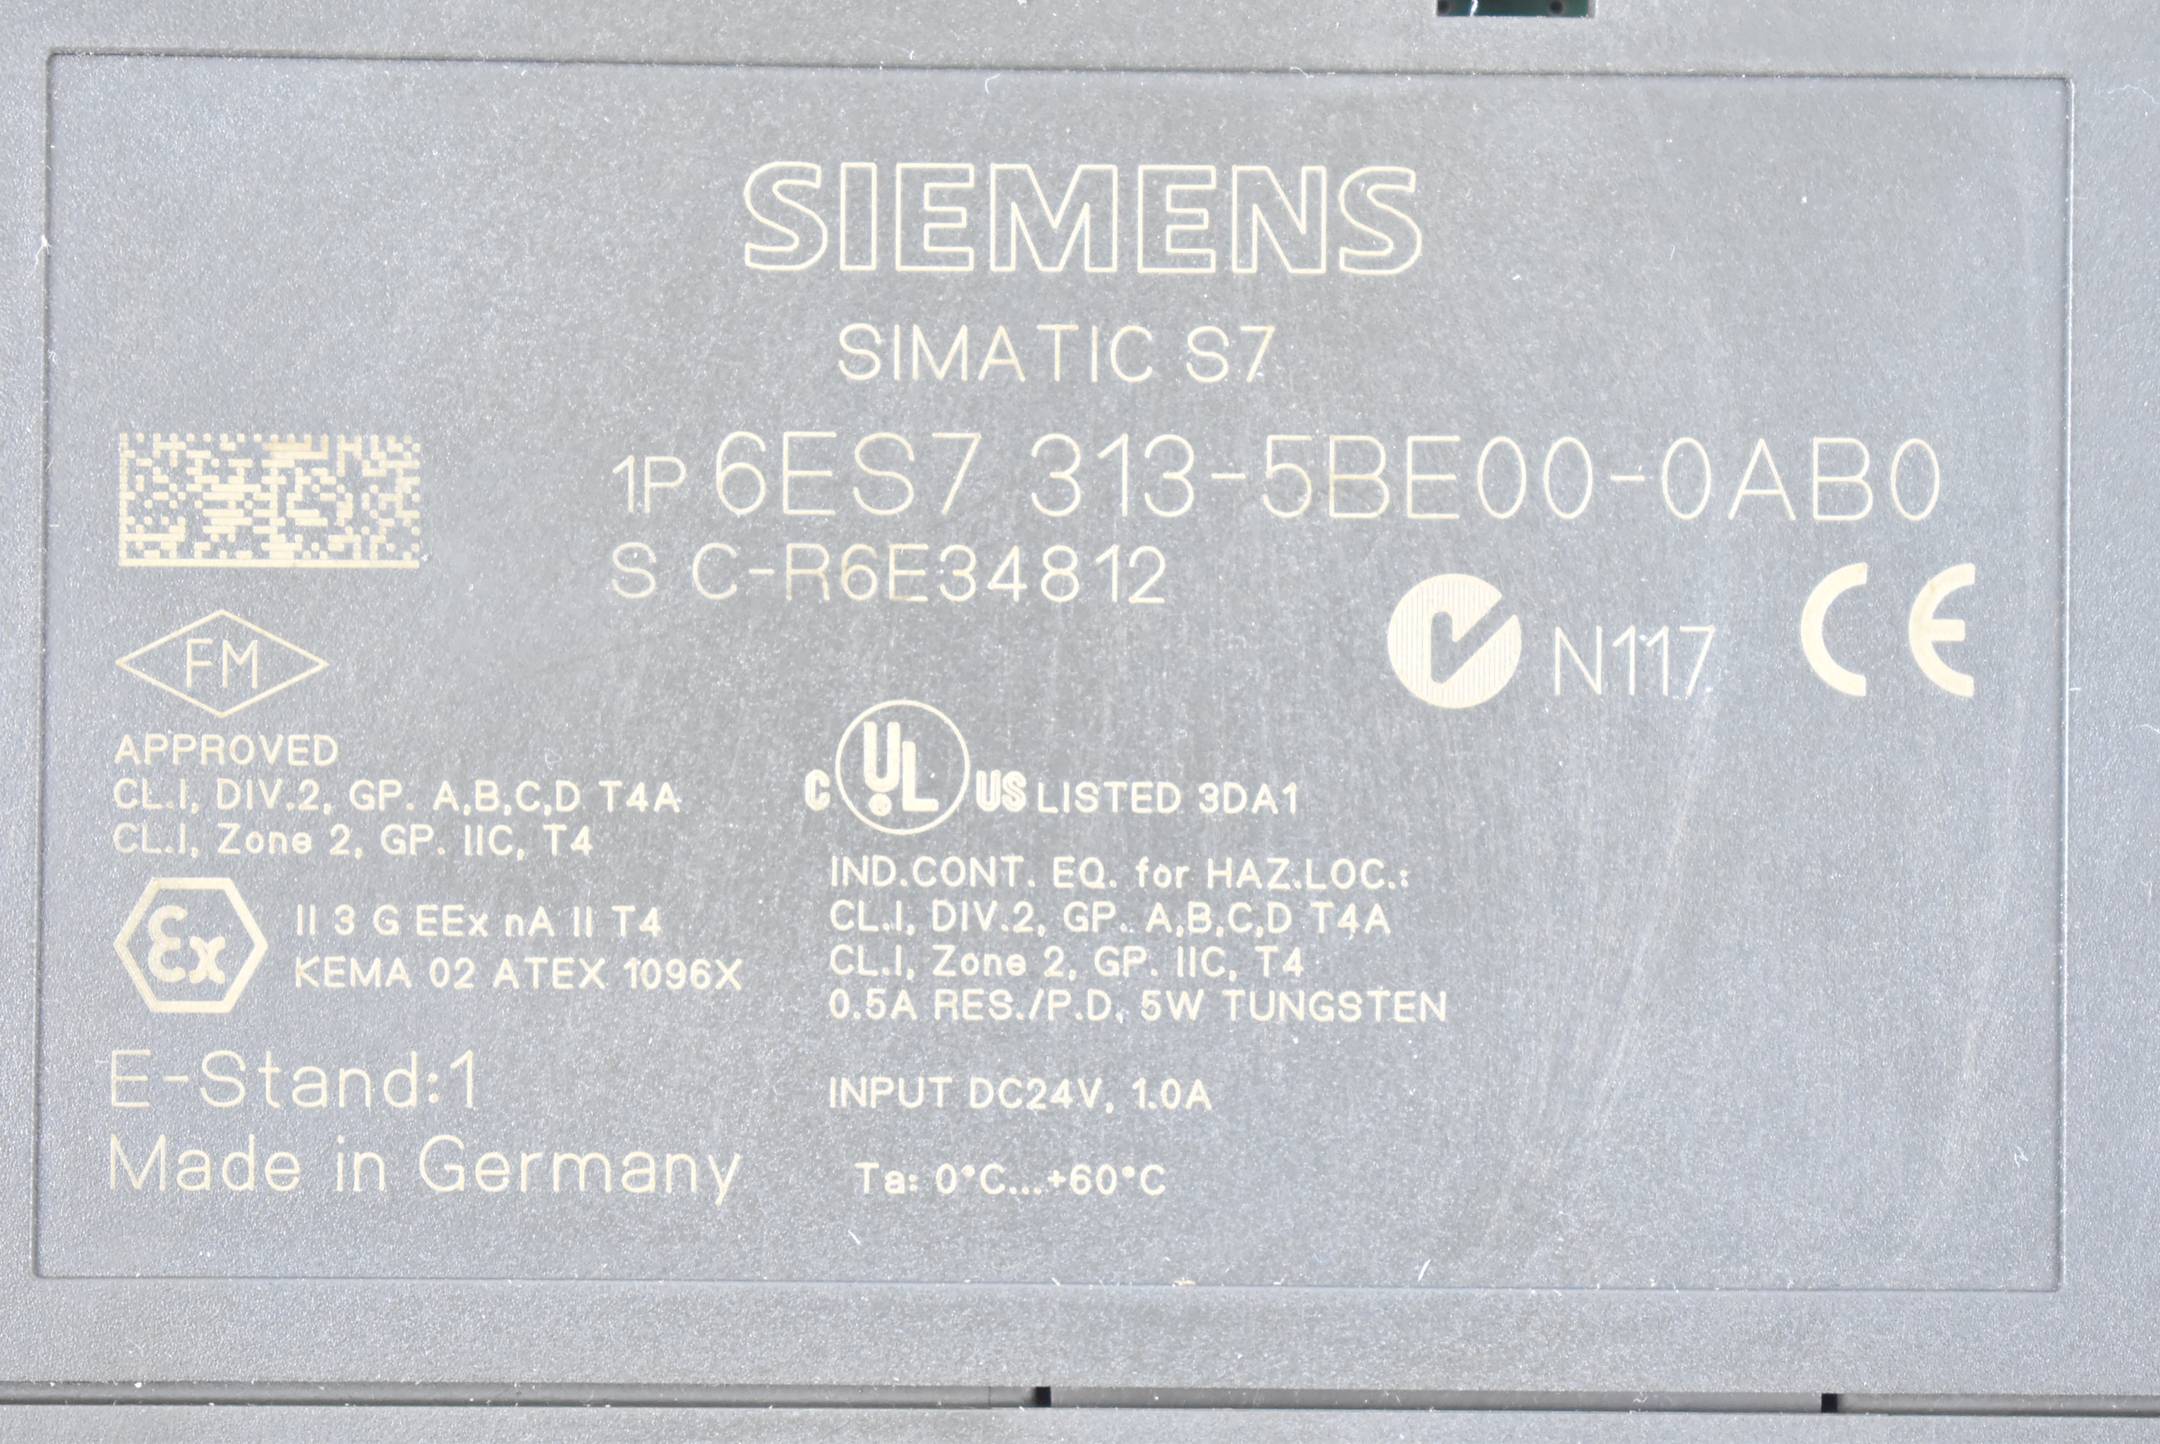 SIEMENS
SIMATIC S7
1P 6ES7 313-5BE00-0AB0
S C-R6E34812
N117 CE
FM
APPROVED
CL.I, DIV.2, GP. A,B,C,D T4A
CL.I, Zone 2, GP. IIC, T4
C UL US LISTED 3DA1
IND.CONT. EQ. for HAZ.LOC.:
CL.I, DIV.2, GP. A,B,C,D T4A
CL.I, Zone 2, GP. IIC, T4
0.5A RES./P.D, 5W TUNGSTEN
Ex II 3 G EEx nA II T4
KEMA 02 ATEX 1096X
E-Stand:1
Made in Germany
INPUT DC24V, 1.0A
Ta: 0°C...+60°C